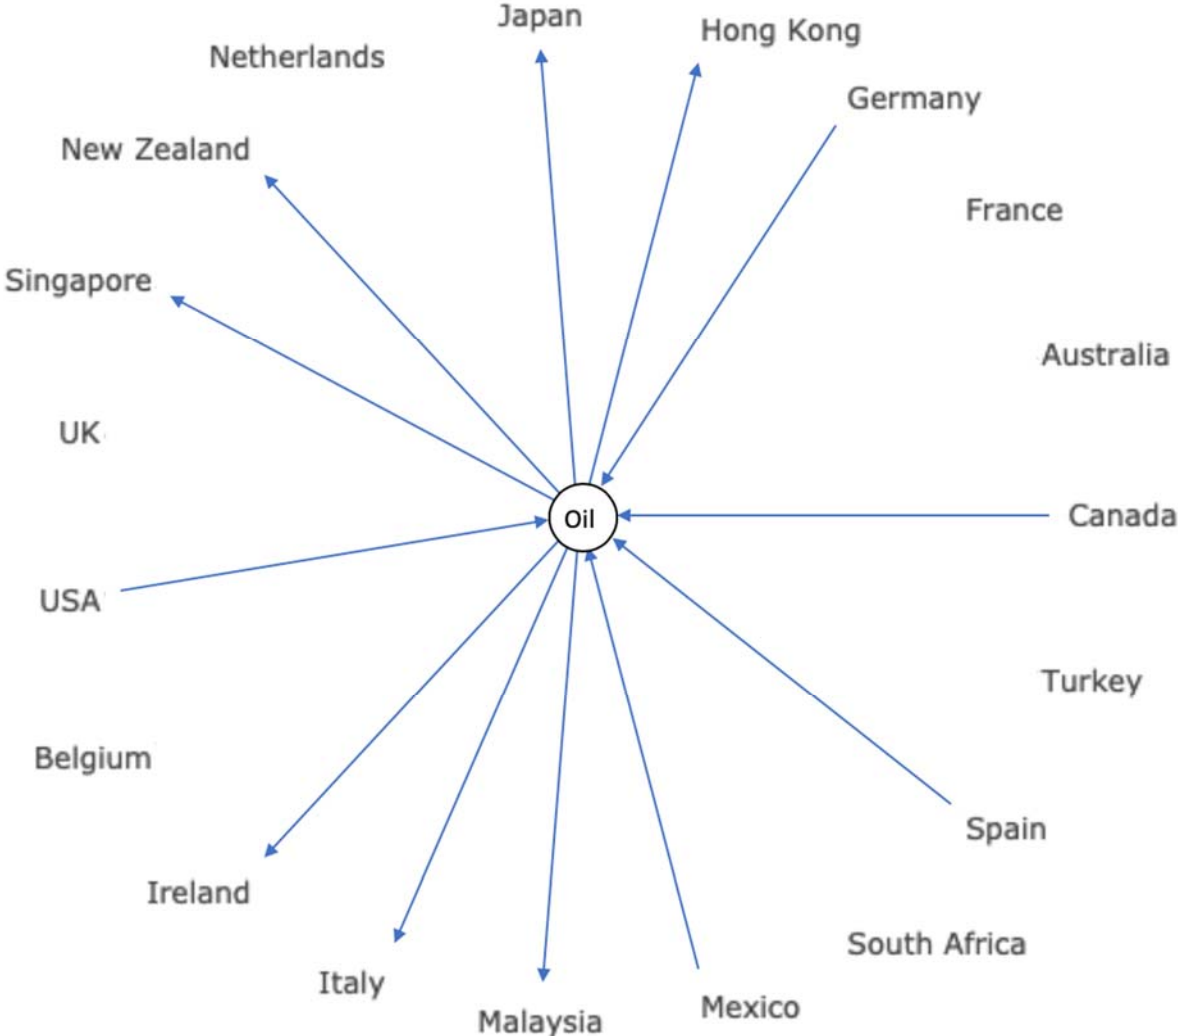 Japan
Hong Kong
Netherlands
Germany
New Zealand
France
Singapore
Australia
UK
Oil
Canada
USA
Turkey
Belgium
Spain
Ireland
South Africa
Italy
Mexico
Malaysia